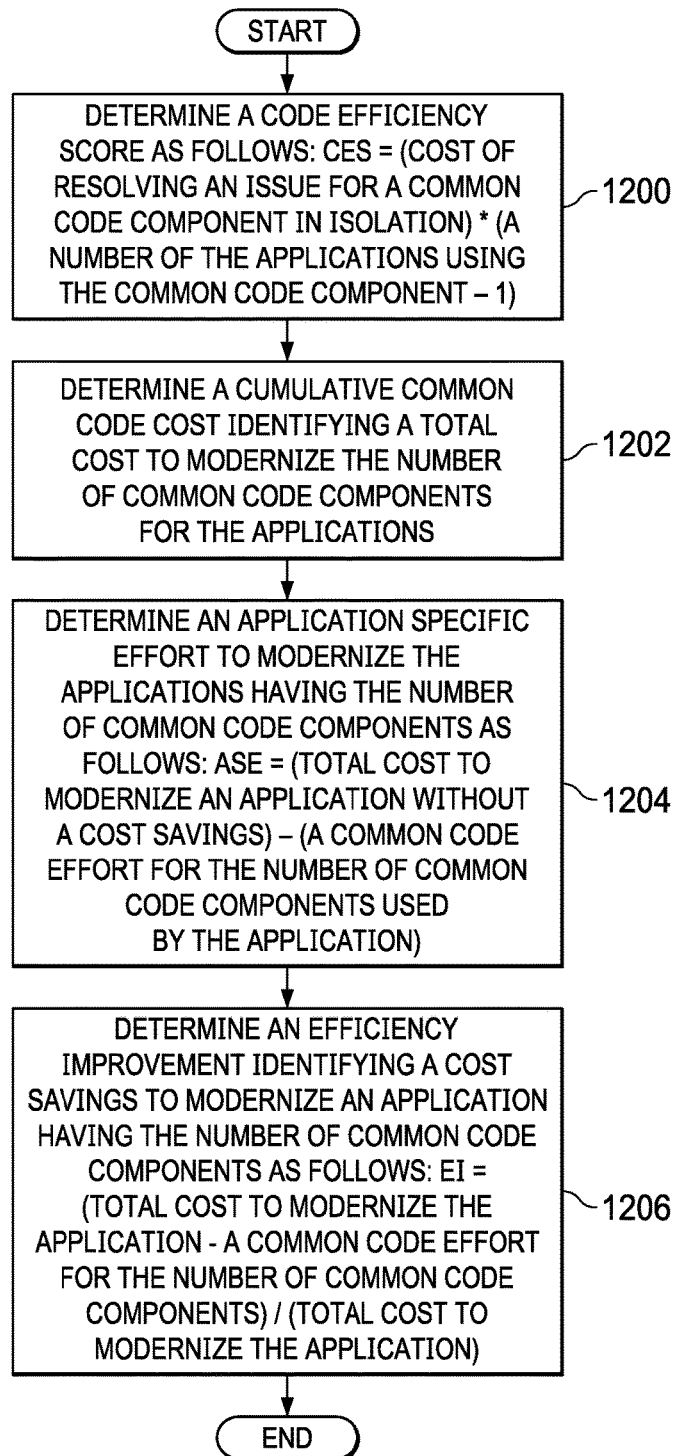 START
DETERMINE A CODE EFFICIENCY
SCORE AS FOLLOWS: CES = (COST OF
RESOLVING AN ISSUE FOR A COMMON
CODE COMPONENT IN ISOLATION) * (A
NUMBER OF THE APPLICATIONS USING
THE COMMON CODE COMPONENT – 1)
1200
DETERMINE A CUMULATIVE COMMON
CODE COST IDENTIFYING A TOTAL
COST TO MODERNIZE THE NUMBER
OF COMMON CODE COMPONENTS
FOR THE APPLICATIONS
1202
DETERMINE AN APPLICATION SPECIFIC
EFFORT TO MODERNIZE THE
APPLICATIONS HAVING THE NUMBER
OF COMMON CODE COMPONENTS AS
FOLLOWS: ASE = (TOTAL COST TO
MODERNIZE AN APPLICATION WITHOUT
A COST SAVINGS) – (A COMMON CODE
EFFORT FOR THE NUMBER OF COMMON
CODE COMPONENTS USED
BY THE APPLICATION)
1204
DETERMINE AN EFFICIENCY
IMPROVEMENT IDENTIFYING A COST
SAVINGS TO MODERNIZE AN APPLICATION
HAVING THE NUMBER OF COMMON CODE
COMPONENTS AS FOLLOWS: EI =
(TOTAL COST TO MODERNIZE THE
APPLICATION - A COMMON CODE EFFORT
FOR THE NUMBER OF COMMON CODE
COMPONENTS) / (TOTAL COST TO
MODERNIZE THE APPLICATION)
1206
END